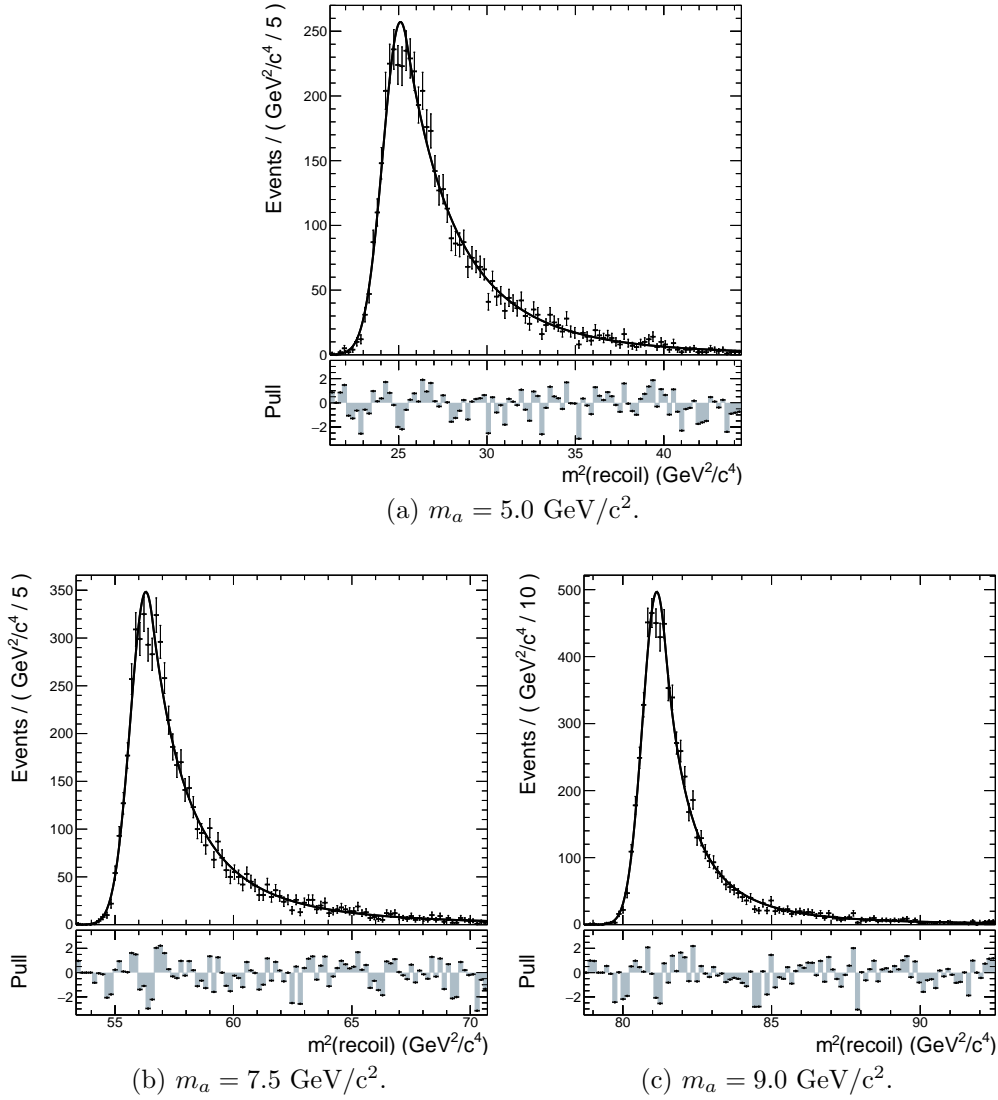 Events / ( GeV²/c⁴ / 5 )
250
200
150
100
50
0
Pull
2
0
−2
25 30 35 40
m²(recoil) (GeV²/c⁴)
(a) mₐ = 5.0 GeV/c².
Events / ( GeV²/c⁴ / 5 )
350
300
250
200
150
100
50
0
Pull
2
0
−2
55 60 65 70
m²(recoil) (GeV²/c⁴)
(b) mₐ = 7.5 GeV/c².
Events / ( GeV²/c⁴ / 10 )
500
400
300
200
100
0
Pull
2
0
−2
80 85 90
m²(recoil) (GeV²/c⁴)
(c) mₐ = 9.0 GeV/c².